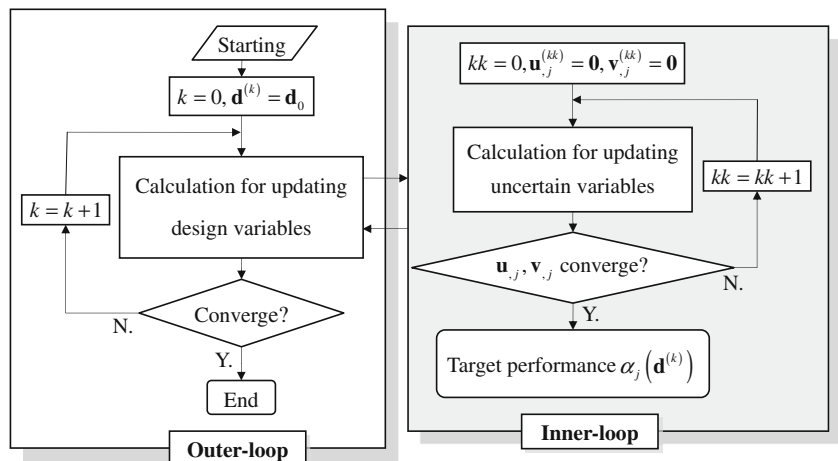 Starting
k = 0, d^(k) = d_0
Calculation for updating
design variables
k = k + 1
Converge?
N.
Y.
End
Outer-loop
kk = 0, u_,j^(kk) = 0, v_,j^(kk) = 0
Calculation for updating
uncertain variables
kk = kk + 1
u_,j, v_,j converge?
N.
Y.
Target performance α_j(d^(k))
Inner-loop